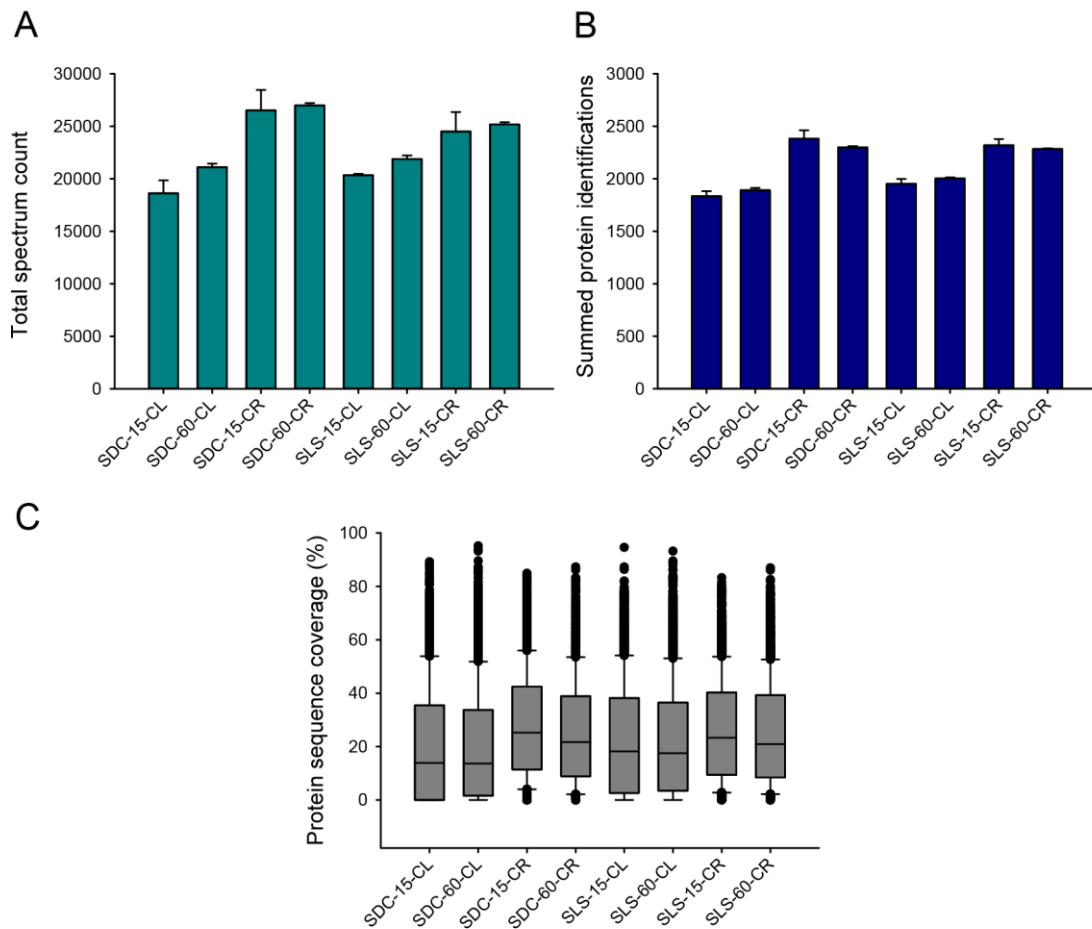 A
Total spectrum count
30000
25000
20000
15000
10000
5000
0
SDC-15-CL
SDC-60-CL
SDC-15-CR
SDC-60-CR
SLS-15-CL
SLS-60-CL
SLS-15-CR
SLS-60-CR
B
Summed protein identifications
3000
2500
2000
1500
1000
500
0
SDC-15-CL
SDC-60-CL
SDC-15-CR
SDC-60-CR
SLS-15-CL
SLS-60-CL
SLS-15-CR
SLS-60-CR
C
Protein sequence coverage (%)
100
80
60
40
20
0
SDC-15-CL
SDC-60-CL
SDC-15-CR
SDC-60-CR
SLS-15-CL
SLS-60-CL
SLS-15-CR
SLS-60-CR